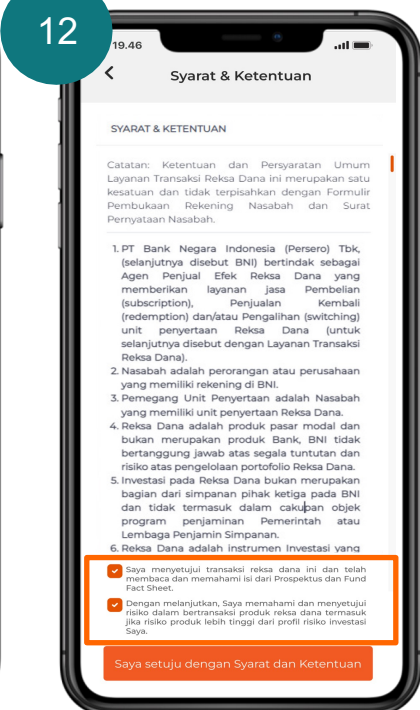 12
19.46
Syarat & Ketentuan
SYARAT & KETENTUAN
Catatan: Ketentuan dan Persyaratan Umum
Layanan Transaksi Reksa Dana ini merupakan satu
kesatuan dan tidak terpisahkan dengan Formulir
Pembukaan Rekening Nasabah dan Surat
Pernyataan Nasabah.
1. PT Bank Negara Indonesia (Persero) Tbk,
(selanjutnya disebut BNI) bertindak sebagai
Agen Penjual Efek Reksa Dana yang
memberikan layanan jasa Pembelian
(subscription), Penjualan Kembali
(redemption) dan/atau Pengalihan (switching)
unit penyertaan Reksa Dana (untuk
selanjutnya disebut dengan Layanan Transaksi
Reksa Dana).
2. Nasabah adalah perorangan atau perusahaan
yang memiliki rekening di BNI.
3. Pemegang Unit Penyertaan adalah Nasabah
yang memiliki unit penyertaan Reksa Dana.
4. Reksa Dana adalah produk pasar modal dan
bukan merupakan produk Bank, BNI tidak
bertanggung jawab atas segala tuntutan dan
risiko atas pengelolaan portofolio Reksa Dana.
5. Investasi pada Reksa Dana bukan merupakan
bagian dari simpanan pihak ketiga pada BNI
dan tidak termasuk dalam cakupan objek
program penjaminan Pemerintah atau
Lembaga Penjamin Simpanan.
6. Reksa Dana adalah instrumen Investasi yang
Saya menyetujui transaksi reksa dana ini dan telah
membaca dan memahami isi dari Prospektus dan Fund
Fact Sheet.
Dengan melanjutkan, Saya memahami dan menyetujui
risiko dalam bertransaksi produk reksa dana termasuk
jika risiko produk lebih tinggi dari profil risiko investasi
Saya.
Saya setuju dengan Syarat dan Ketentuan